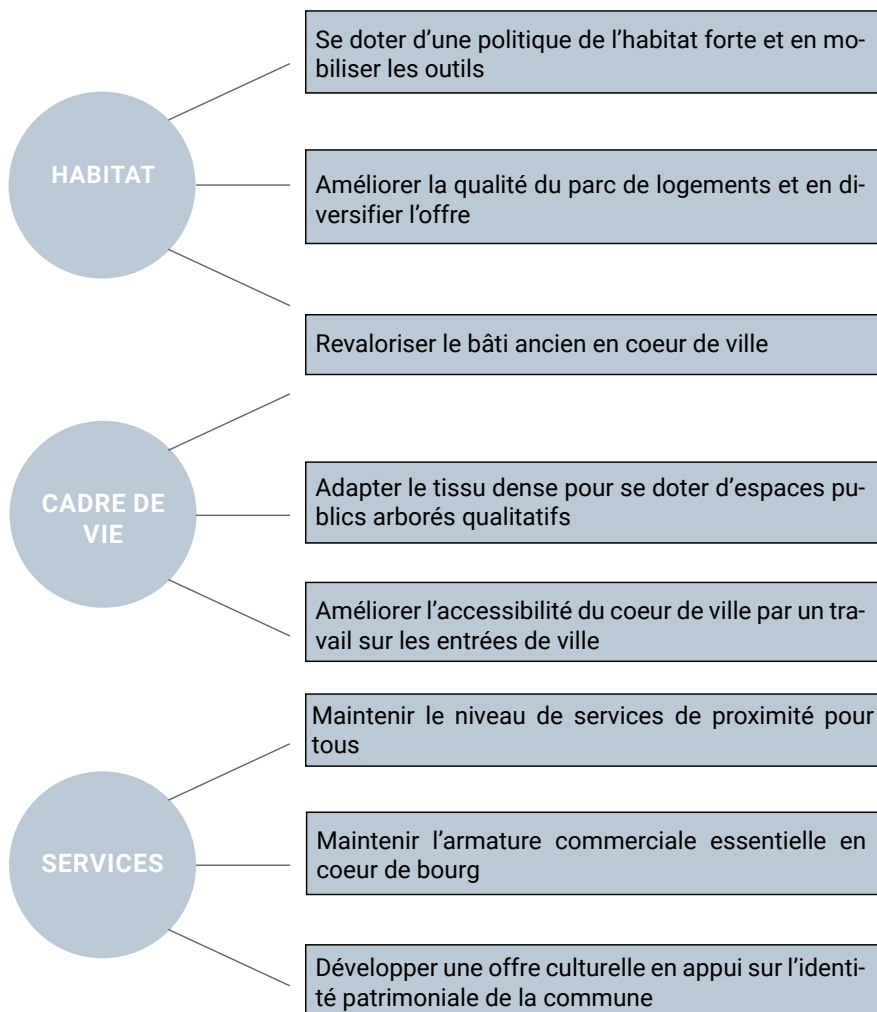 HABITAT
Se doter d'une politique de l'habitat forte et en mo-
biliser les outils
Améliorer la qualité du parc de logements et en di-
versifier l'offre
Revaloriser le bâti ancien en coeur de ville
CADRE DE
VIE
Adapter le tissu dense pour se doter d'espaces pu-
blics arborés qualitatifs
Améliorer l'accessibilité du coeur de ville par un tra-
vail sur les entrées de ville
SERVICES
Maintenir le niveau de services de proximité pour
tous
Maintenir l'armature commerciale essentielle en
coeur de bourg
Développer une offre culturelle en appui sur l'identi-
té patrimoniale de la commune